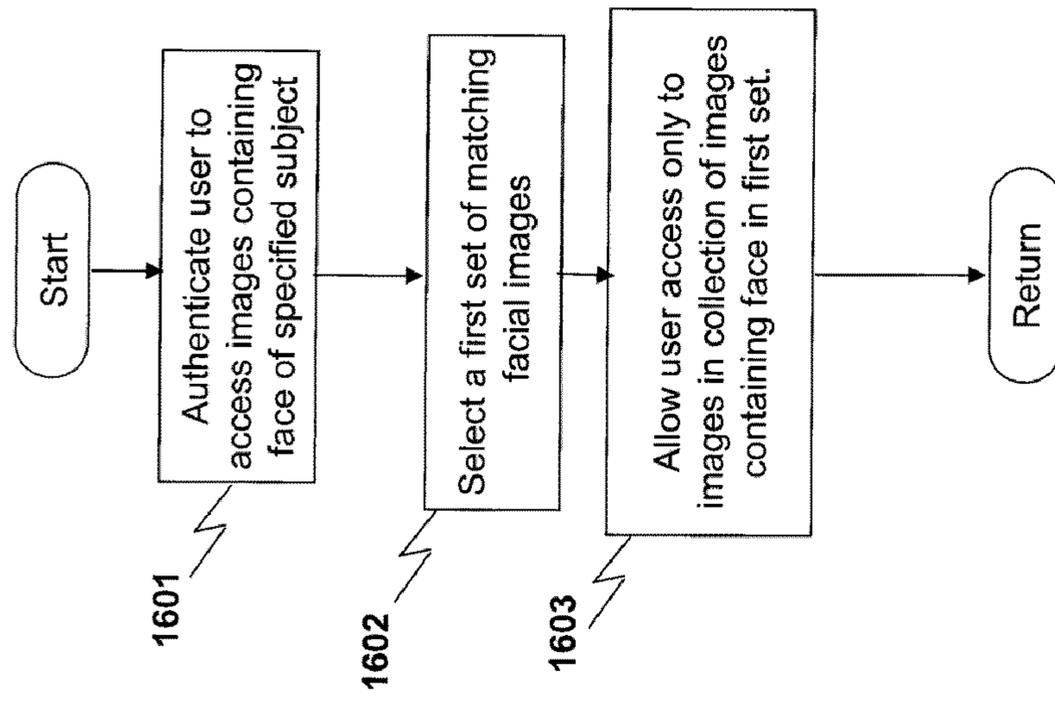 Start
Authenticate user to
access images containing
face of specified subject
1601
Select a first set of matching
facial images
1602
Allow user access only to
images in collection of images
containing face in first set.
1603
Return